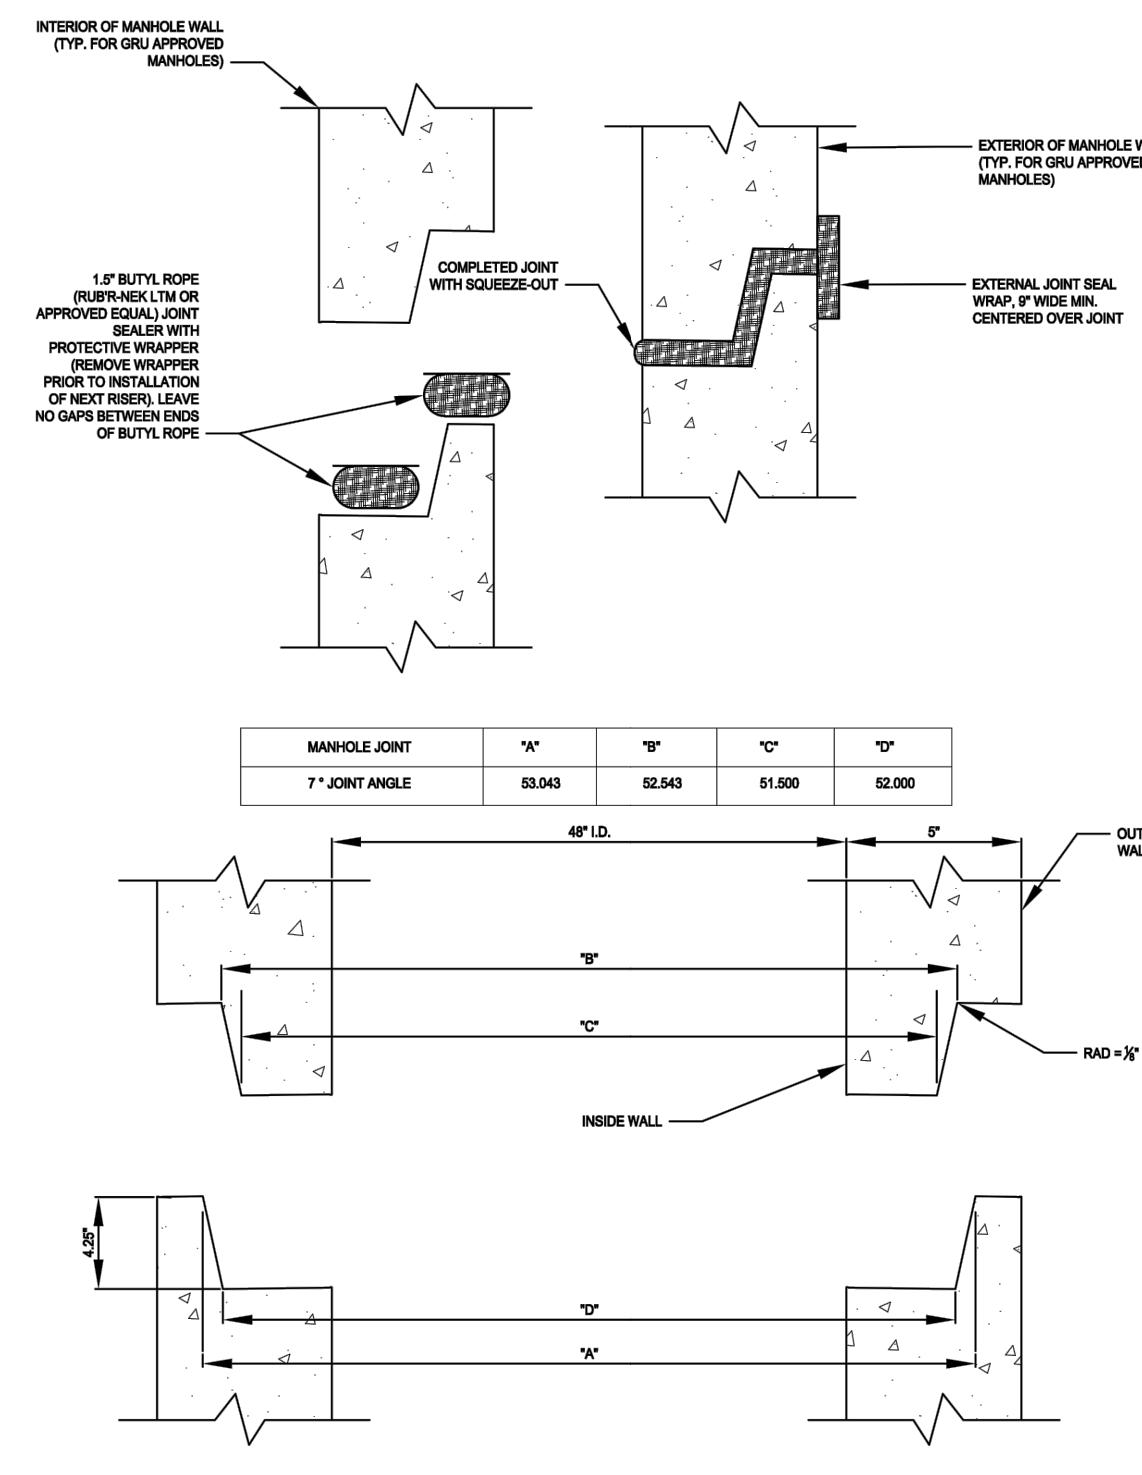 INTERIOR OF MANHOLE WALL
(TYP. FOR GRU APPROVED
MANHOLES)
EXTERIOR OF MANHOLE W
(TYP. FOR GRU APPROVED
MANHOLES)
1.5" BUTYL ROPE
(RUB'R-NEK LTM OR
APPROVED EQUAL) JOINT
SEALER WITH
PROTECTIVE WRAPPER
(REMOVE WRAPPER
PRIOR TO INSTALLATION
OF NEXT RISER). LEAVE
NO GAPS BETWEEN ENDS
OF BUTYL ROPE
COMPLETED JOINT
WITH SQUEEZE-OUT
EXTERNAL JOINT SEAL
WRAP, 9" WIDE MIN.
CENTERED OVER JOINT
MANHOLE JOINT "A" "B" "C" "D"
7 ° JOINT ANGLE 53.043 52.543 51.500 52.000
48" I.D.
5"
OUT
WAL
"B"
"C"
RAD = ⅛"
INSIDE WALL
4.25"
"D"
"A"